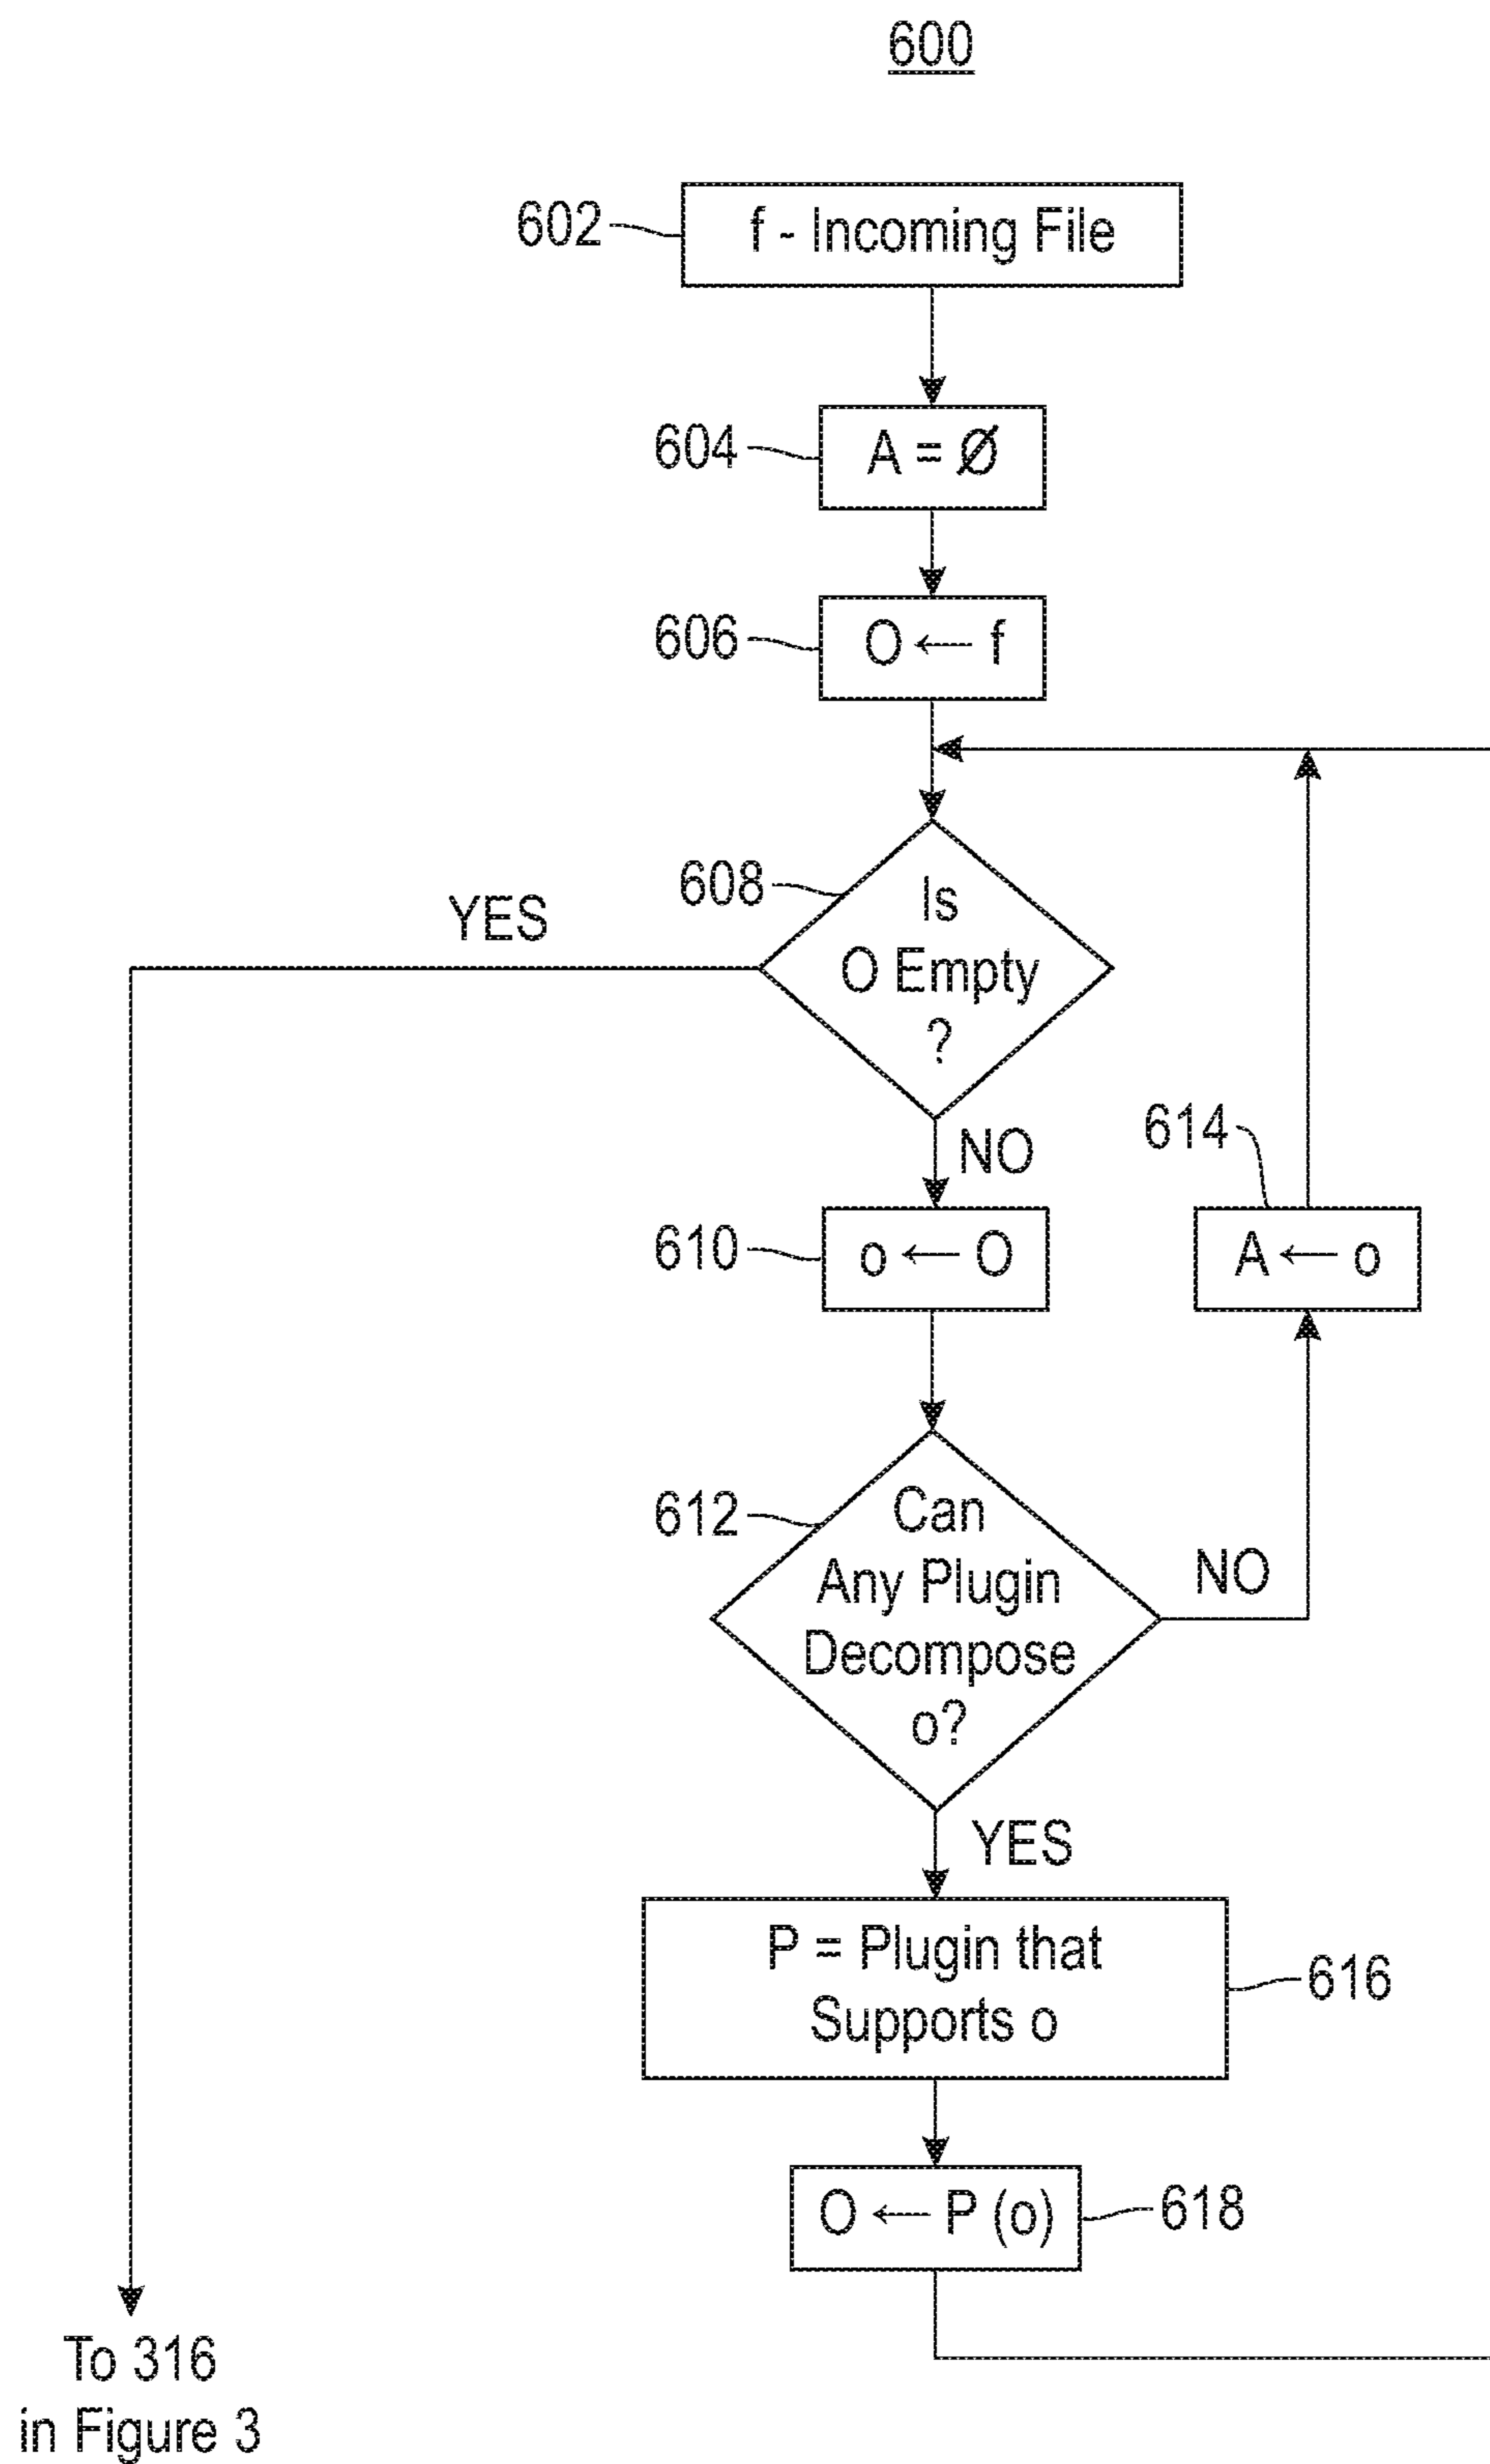 600
602
f - Incoming File
604
A = Ø
606
O ← f
608
Is
O Empty
?
YES
NO
610
o ← O
614
A ← o
612
Can
Any Plugin
Decompose
o?
NO
YES
P = Plugin that
Supports o
616
O ← P (o)
618
To 316
in Figure 3